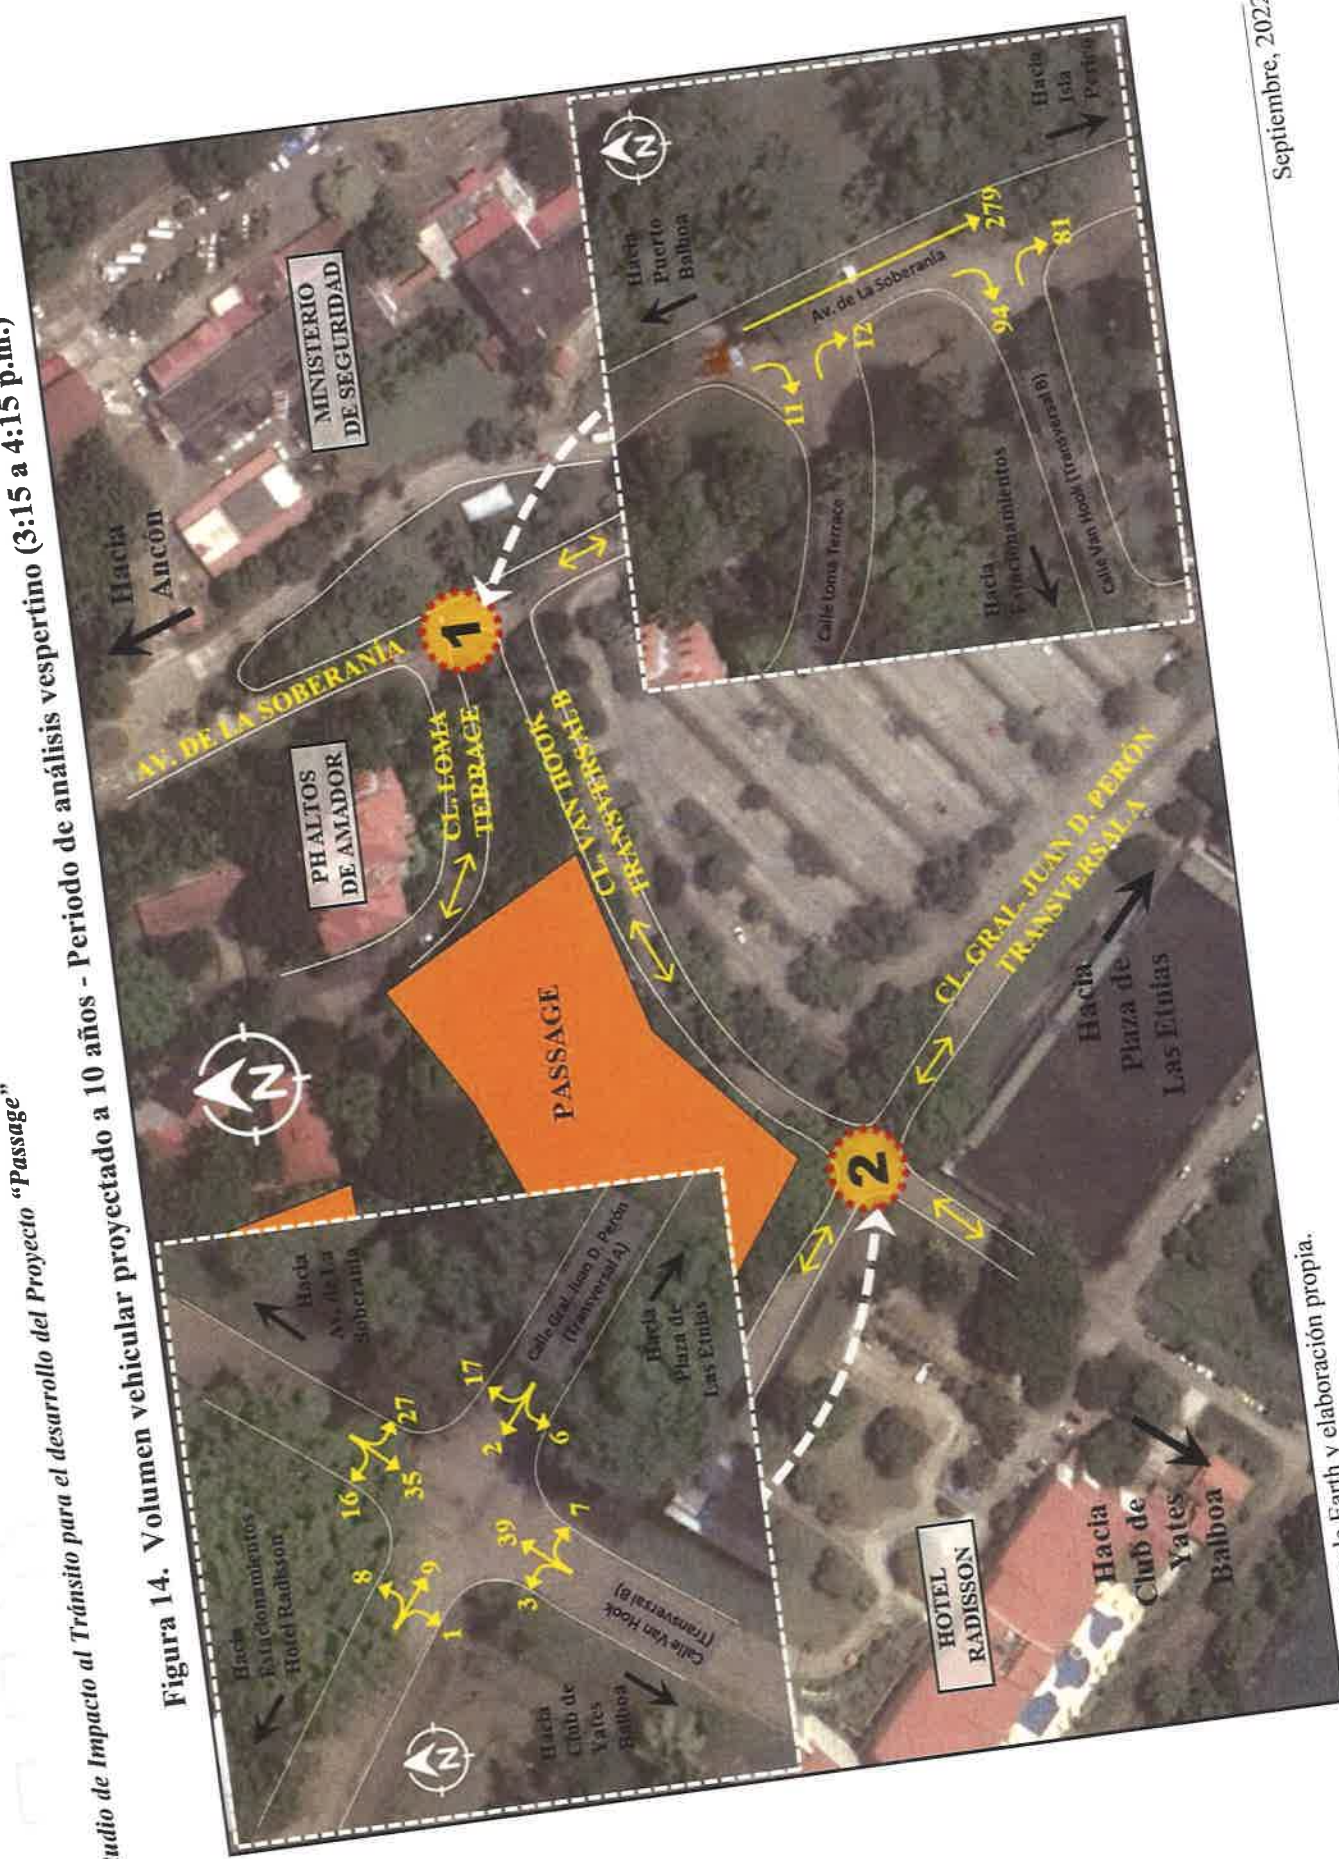 tudio de Impacto al Tránsito para el desarrollo del Proyecto “Passage”
Figura 14. Volumen vehicular proyectado a 10 años - Periodo de análisis vespertino (3:15 a 4:15 p.m.)
Hacia
Estacionamientos
Hotel Radisson
Hacia
Av. de La
Soberanía
8
9
1
16
35
27
3
39
7
2
17
6
Calle Gral. Juan D. Perón
(Transversal A)
Hacia
Plaza de
Las Etnias
Calle Van Hook
(Transversal B)
Hacia
Club de
Yates
Balboa
N
N
PH ALTOS
DE AMADOR
AV. DE LA SOBERANÍA
Hacia
Ancón
MINISTERIO
DE SEGURIDAD
CL. LOMA
TERRACE
1
PASSAGE
CL. VAN HOOK
TRANSVERSAL B
2
CL. GRAL. JUAN D. PERÓN
TRANSVERSAL A
Hacia
Plaza de
Las Etnias
HOTEL
RADISSON
Hacia
Club de
Yates
Balboa
Hacia
Puerto
Balboa
N
11
12
Av. de La Soberanía
279
94
81
Calle Loma Terrace
Hacia
Estacionamientos
Calle Van Hook (Transversal B)
Hacia
Isla
Perico
Earth y elaboración propia.
Septiembre, 2022